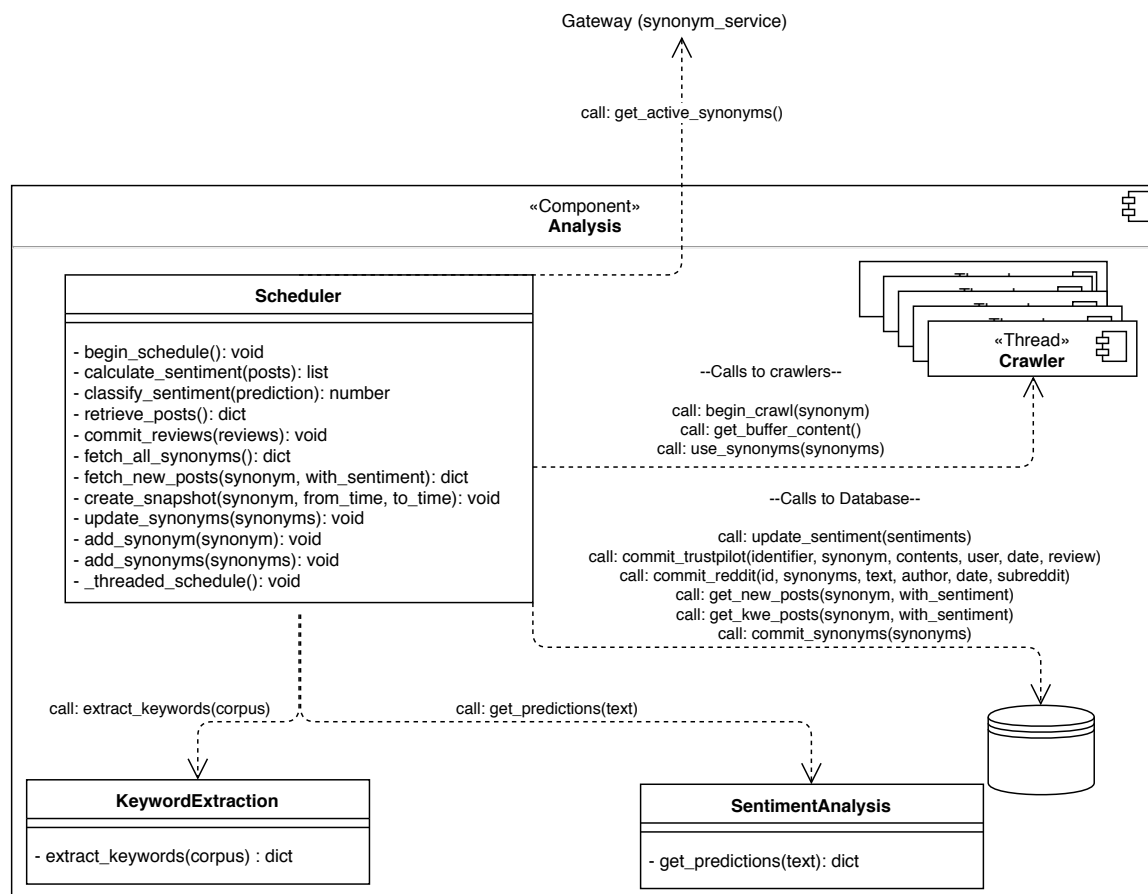 Gateway (synonym_service)
call: get_active_synonyms()
«Component»
Analysis
Scheduler
- begin_schedule(): void
- calculate_sentiment(posts): list
- classify_sentiment(prediction): number
- retrieve_posts(): dict
- commit_reviews(reviews): void
- fetch_all_synonyms(): dict
- fetch_new_posts(synonym, with_sentiment): dict
- create_snapshot(synonym, from_time, to_time): void
- update_synonyms(synonyms): void
- add_synonym(synonym): void
- add_synonyms(synonyms): void
- _threaded_schedule(): void
«Thread»
Crawler
--Calls to crawlers--
call: begin_crawl(synonym)
call: get_buffer_content()
call: use_synonyms(synonyms)
--Calls to Database--
call: update_sentiment(sentiments)
call: commit_trustpilot(identifier, synonym, contents, user, date, review)
call: commit_reddit(id, synonyms, text, author, date, subreddit)
call: get_new_posts(synonym, with_sentiment)
call: get_kwe_posts(synonym, with_sentiment)
call: commit_synonyms(synonyms)
call: extract_keywords(corpus)
call: get_predictions(text)
KeywordExtraction
- extract_keywords(corpus) : dict
SentimentAnalysis
- get_predictions(text): dict